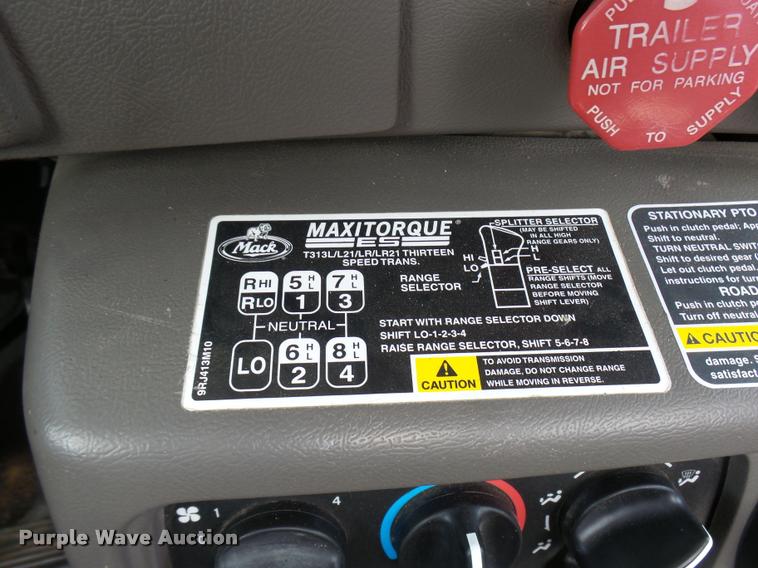 TRAILER
AIR SUPPLY
NOT FOR PARKING
PUSH TO SUPPLY
Mack
MAXITORQUE®
ES
T313L/L21/LR/LR21 THIRTEEN
SPEED TRANS.
SPLITTER SELECTOR
(MAY BE SHIFTED
IN ALL HIGH
RANGE GEARS ONLY)
H
L
HI
LO
RANGE
SELECTOR
PRE-SELECT ALL
RANGE SHIFTS (MOVE
RANGE SELECTOR
BEFORE MOVING
SHIFT LEVER)
R HI
R LO
5 H L
1
7 H L
3
NEUTRAL
LO
6 H L
2
8 H L
4
START WITH RANGE SELECTOR DOWN
SHIFT LO-1-2-3-4
RAISE RANGE SELECTOR, SHIFT 5-6-7-8
CAUTION
TO AVOID TRANSMISSION
DAMAGE, DO NOT CHANGE RANGE
WHILE MOVING IN REVERSE.
9RJ413M10
STATIONARY PTO
Push in clutch pedal; App
Shift to neutral
TURN NEUTRAL SWIT
Shift to desired gear (
Let out clutch pedal.
instructions for tur
ROAD
Push in clutch p
Turn off neutral
CAUTIO
damage. S
satisfact
1
4
Purple Wave Auction